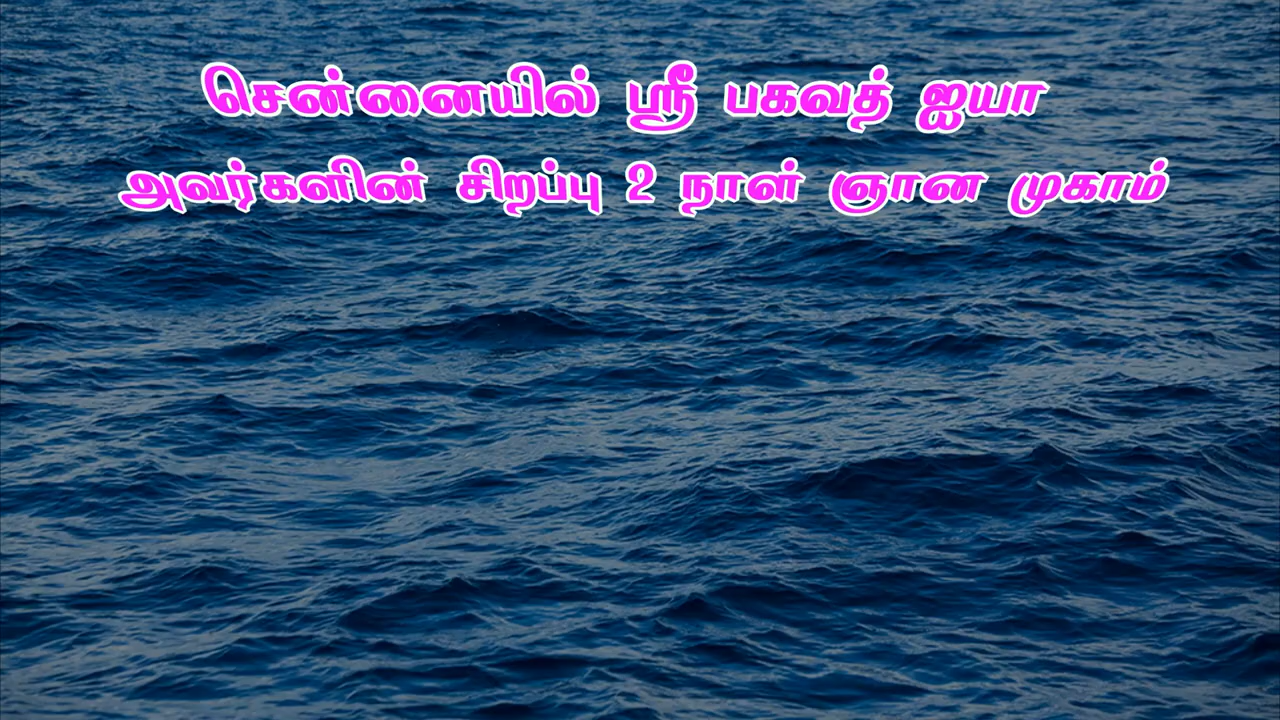 சென்னையில் ஸ்ரீ பகவத் ஐயா
அவர்களின் சிறப்பு 2 நாள் ஞான முகாம்